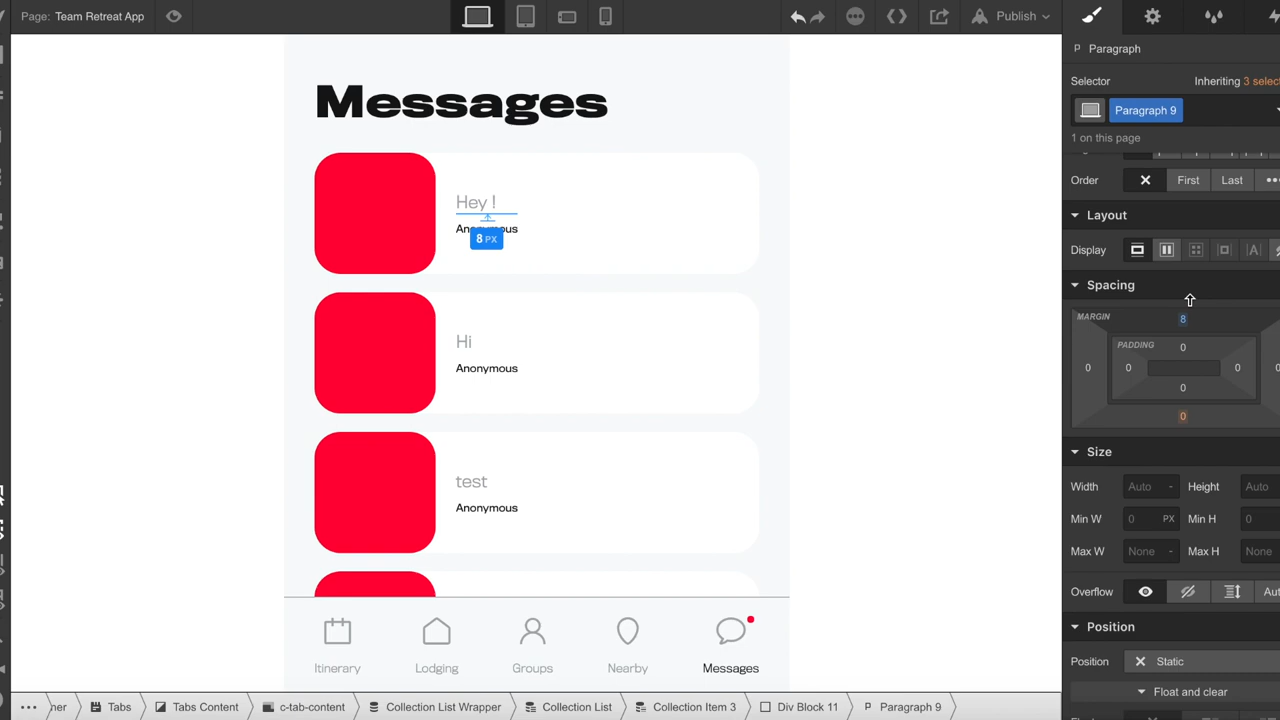 Page: Team Retreat App
Publish
Paragraph
Selector
Inheriting 3 select
Paragraph 9
1 on this page
Order
First
Last
Layout
Display
Spacing
MARGIN
8
PADDING
0
0
0
0
0
0
0
Size
Width
Auto
-
Height
Auto
Min W
0
PX
Min H
0
Max W
None
-
Max H
None
Overflow
Aut
Position
Position
Static
Float and clear
Messages
Hey !
Anonymous
8 PX
Hi
Anonymous
test
Anonymous
Itinerary
Lodging
Groups
Nearby
Messages
ner
Tabs
Tabs Content
c-tab-content
Collection List Wrapper
Collection List
Collection Item 3
Div Block 11
P Paragraph 9